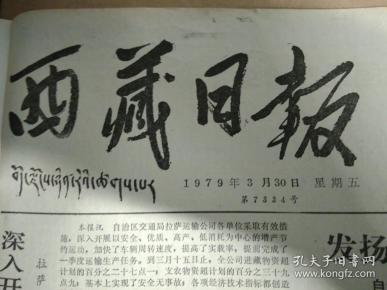 西藏日报
1979年3月30日 星期五
第7324号
深入开
拉萨
本报讯 自治区交通局拉萨运输公司各单位采取有效措
施，深入开展以安全、优质、高产、低消耗为中心的增产节
约运动，加快了车辆周转速度，提高了实载率，提前完成了
一季度运输生产任务。到三月十五日止，全公司进藏物资超
计划的百分之二十七点一；支农物资超计划的百分之三十九
点九；基本上实现了安全无事故；各项经济技术指标都创造
发扬
自
孔夫子旧书网